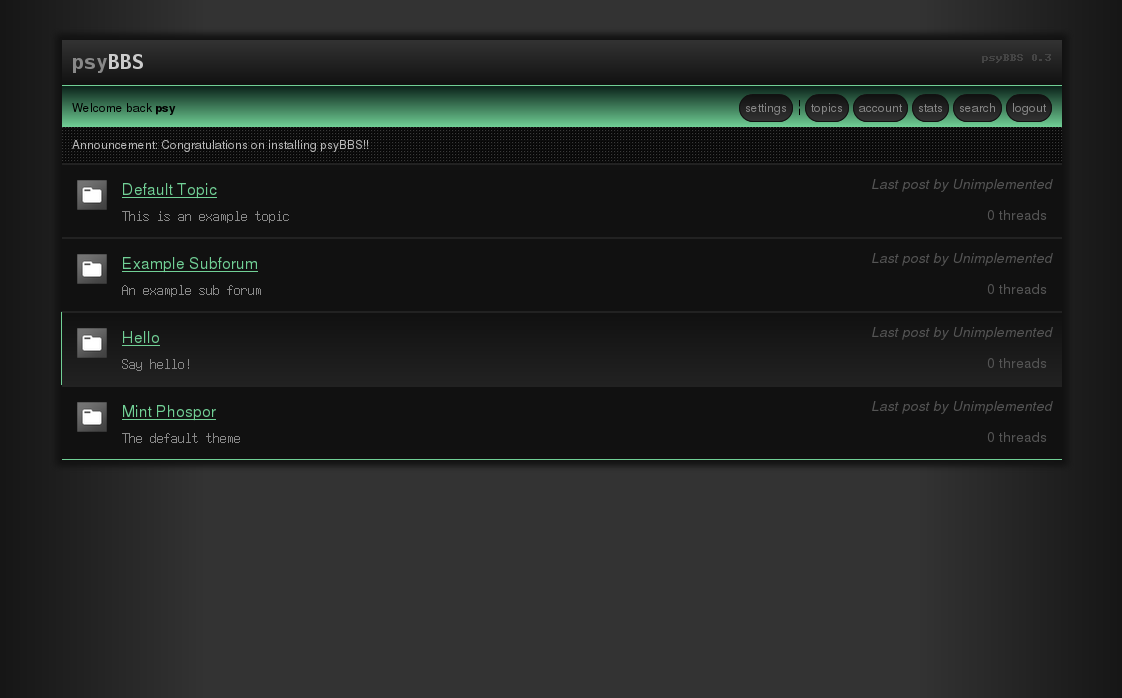 psyBBS
psyBBS 0.3
Welcome back psy
settings ¦ topics account stats search logout
Announcement: Congratulations on installing psyBBS!!
Default Topic
Last post by Unimplemented
This is an example topic
0 threads
Example Subforum
Last post by Unimplemented
An example sub forum
0 threads
Hello
Last post by Unimplemented
Say hello!
0 threads
Mint Phospor
Last post by Unimplemented
The default theme
0 threads